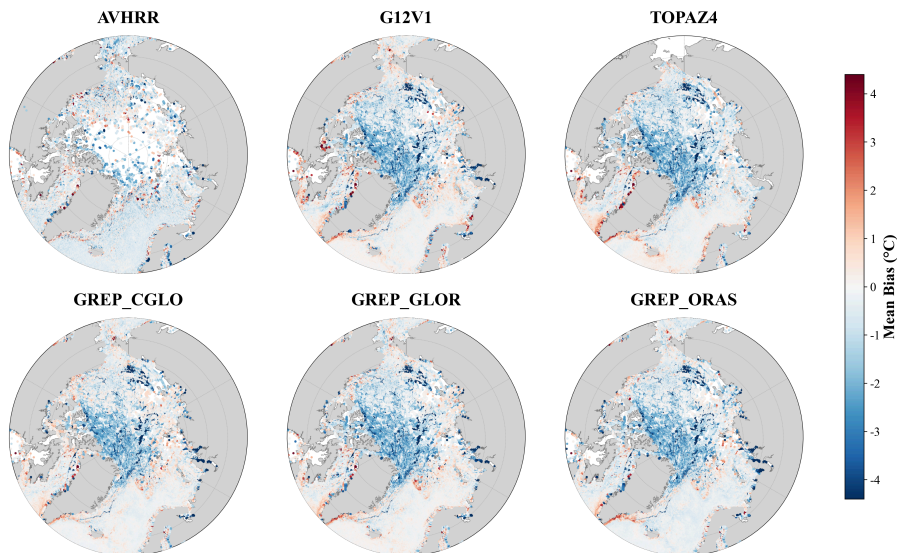 AVHRR
G12V1
TOPAZ4
GREP_CGLO
GREP_GLOR
GREP_ORAS
4
3
2
1
0
-1
-2
-3
-4
Mean Bias (°C)